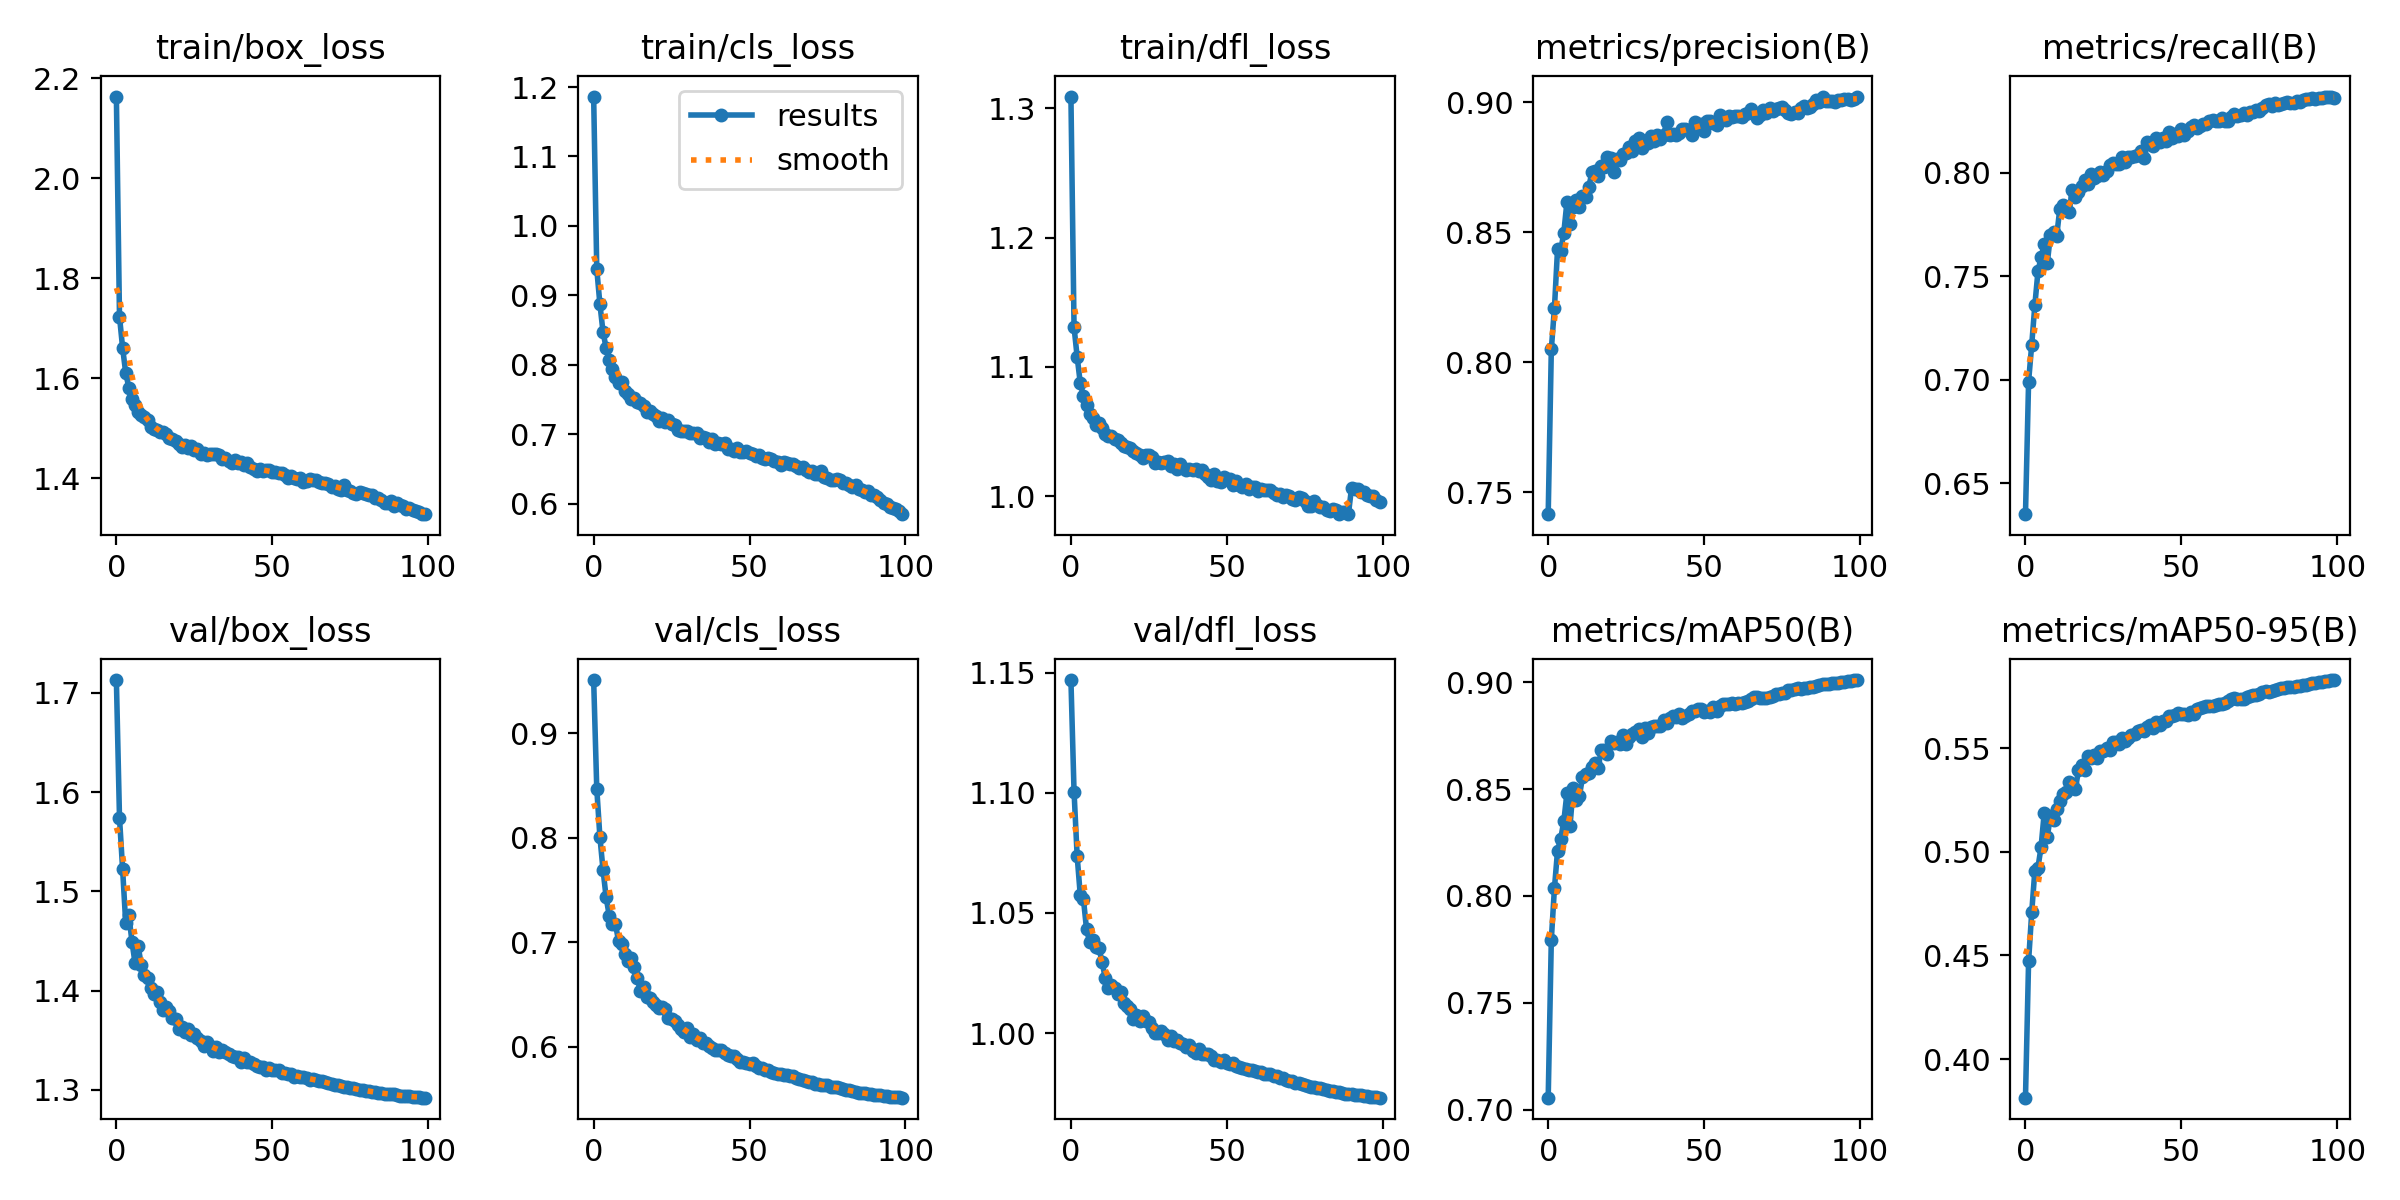 train/box_loss
2.2
2.0
1.8
1.6
1.4
0 50 100
train/cls_loss
results
smooth
1.2
1.1
1.0
0.9
0.8
0.7
0.6
0 50 100
train/dfl_loss
1.3
1.2
1.1
1.0
0 50 100
metrics/precision(B)
0.90
0.85
0.80
0.75
0 50 100
metrics/recall(B)
0.80
0.75
0.70
0.65
0 50 100
val/box_loss
1.7
1.6
1.5
1.4
1.3
0 50 100
val/cls_loss
0.9
0.8
0.7
0.6
0 50 100
val/dfl_loss
1.15
1.10
1.05
1.00
0 50 100
metrics/mAP50(B)
0.90
0.85
0.80
0.75
0.70
0 50 100
metrics/mAP50-95(B)
0.55
0.50
0.45
0.40
0 50 100